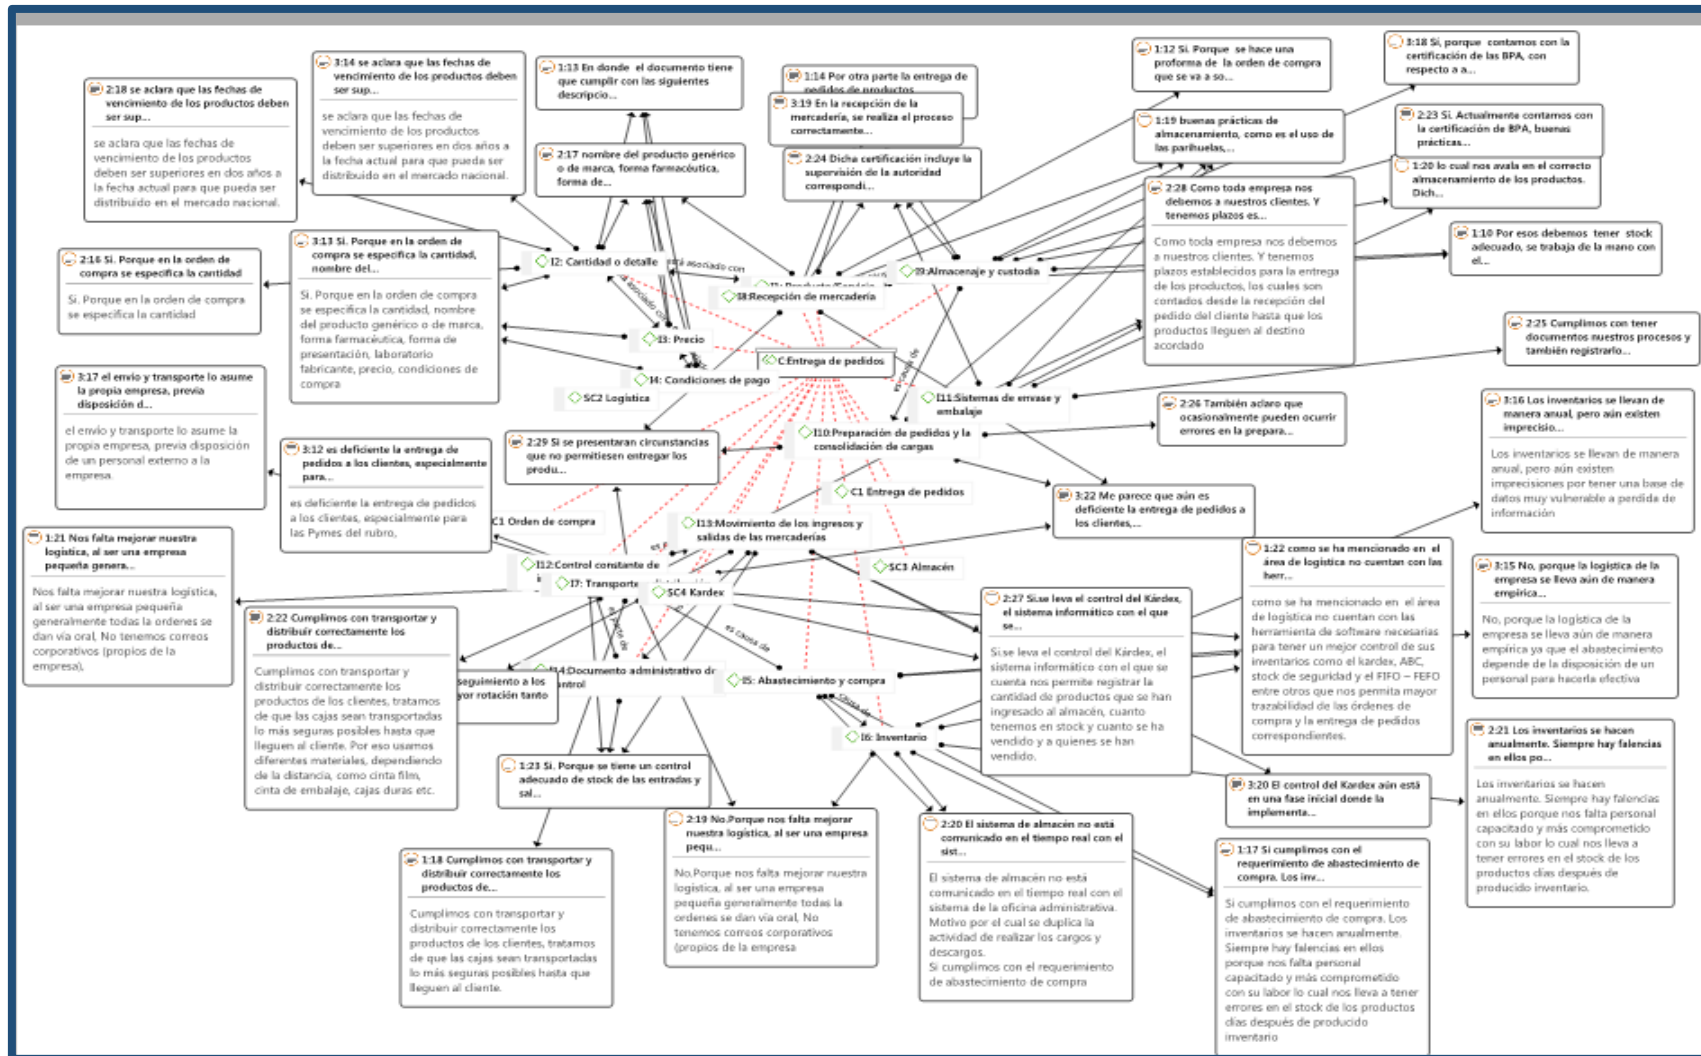 2:18 se aclara que las fechas de
vencimiento de los productos deben
ser sup...
se aclara que las fechas de
vencimiento de los productos
deben ser superiores en dos años a
la fecha actual para que pueda ser
distribuido en el mercado nacional.
3:14 se aclara que las fechas de
vencimiento de los productos deben
ser sup...
se aclara que las fechas de
vencimiento de los productos
deben ser superiores en dos años a
la fecha actual para que pueda ser
distribuido en el mercado nacional.
1:13 En donde el documento tiene
que cumplir con las siguientes
descripcio...
2:17 nombre del producto genérico
o de marca, forma farmacéutica,
forma de...
1:14 Por otra parte la entrega de
pedidos de productos
3:19 En la recepción de la
mercadería, se realiza el proceso
correctamente...
2:24 Dicha certificación incluye la
supervisión de la autoridad
correspondi...
1:12 Si. Porque se hace una
proforma de la orden de compra
que se va a so...
3:18 Sí, porque contamos con la
certificación de las BPA, con
respecto a a...
1:19 buenas prácticas de
almacenamiento, como es el uso de
las parihuelas,...
2:23 Si. Actualmente contamos con
la certificación de BPA, buenas
prácticas...
1:20 lo cual nos avala en el correcto
almacenamiento de los productos.
Dich...
2:28 Como toda empresa nos
debemos a nuestros clientes. Y
tenemos plazos es...
Como toda empresa nos debemos
a nuestros clientes. Y tenemos
plazos establecidos para la entrega
de los productos, los cuales son
contados desde la recepción del
pedido del cliente hasta que los
productos lleguen al destino
acordado
1:10 Por esos debemos tener stock
adecuado, se trabaja de la mano con
el...
2:16 Si. Porque en la orden de
compra se especifica la cantidad
Si. Porque en la orden de compra
se especifica la cantidad
3:13 Si. Porque en la orden de
compra se especifica la cantidad,
nombre del...
Si. Porque en la orden de compra
se especifica la cantidad, nombre
del producto genérico o de marca,
forma farmacéutica, forma de
presentación, laboratorio
fabricante, precio, condiciones de
compra
I2: Cantidad o detalle
asociado con
I8:Recepción de mercadería
I9:Almacenaje y custodia
I3: Precio
C:Entrega de pedidos
I4: Condiciones de pago
SC2 Logística
I11:Sistemas de envase y
embalaje
I10:Preparación de pedidos y la
consolidación de cargas
2:25 Cumplimos con tener
documentos nuestros procesos y
también registrarlo...
2:26 También aclaro que
ocasionalmente pueden ocurrir
errores en la prepara...
3:16 Los inventarios se llevan de
manera anual, pero aún existen
imprecisio...
Los inventarios se llevan de manera
anual, pero aún existen
imprecisiones por tener una base de
datos muy vulnerable a perdida de
información
3:17 el envío y transporte lo asume
la propia empresa, previa
disposición d...
el envío y transporte lo asume la
propia empresa, previa disposición
de un personal externo a la
empresa.
3:12 es deficiente la entrega de
pedidos a los clientes, especialmente
para...
es deficiente la entrega de pedidos
a los clientes, especialmente para
las Pymes del rubro,
2:29 Si se presentaran circunstancias
que no permitiesen entregar los
produ...
C1 Entrega de pedidos
3:22 Me parece que aún es
deficiente la entrega de pedidos a
los clientes,...
C1 Orden de compra
I13:Movimiento de los ingresos y
salidas de las mercaderías
I12:Control constante de
I7: Transporte
SC4 Kardex
SC3 Almacén
1:21 Nos falta mejorar nuestra
logística, al ser una empresa
pequeña genera...
Nos falta mejorar nuestra logística,
al ser una empresa pequeña
generalmente todas la ordenes se
dan vía oral, No tenemos correos
corporativos (propios de la
empresa),
2:22 Cumplimos con transportar y
distribuir correctamente los
productos de...
Cumplimos con transportar y
distribuir correctamente los
productos de los clientes, tratamos
de que las cajas sean transportadas
lo más seguras posibles hasta que
lleguen al cliente. Por eso usamos
diferentes materiales, dependiendo
de la distancia, como cinta film,
cinta de embalaje, cajas duras etc.
seguimiento a los
yor rotación tanto
I4:Documento administrativo de
control
es parte de
es causa de
I5: Abastecimiento y compra
causa de
I6: Inventario
2:27 Si.se leva el control del Kárdex,
el sistema informático con el que
se...
Si.se leva el control del Kárdex, el
sistema informático con el que se
cuenta nos permite registrar la
cantidad de productos que se han
ingresado al almacén, cuanto
tenemos en stock y cuanto se ha
vendido y a quienes se han
vendido.
1:22 como se ha mencionado en el
área de logística no cuentan con las
herr...
como se ha mencionado en el área
de logística no cuentan con las
herramienta de software necesarias
para tener un mejor control de sus
inventarios como el kardex, ABC,
stock de seguridad y el FIFO – FEFO
entre otros que nos permita mayor
trazabilidad de las órdenes de
compra y la entrega de pedidos
correspondientes.
3:15 No, porque la logística de la
empresa se lleva aún de manera
empírica...
No, porque la logística de la
empresa se lleva aún de manera
empírica ya que el abastecimiento
depende de la disposición de un
personal para hacerla efectiva
2:21 Los inventarios se hacen
anualmente. Siempre hay falencias
en ellos po...
Los inventarios se hacen
anualmente. Siempre hay falencias
en ellos porque nos falta personal
capacitado y más comprometido
con su labor lo cual nos lleva a
tener errores en el stock de los
productos días después de
producido inventario.
3:20 El control del Kardex aún está
en una fase inicial donde la
implementa...
1:23 Si. Porque se tiene un control
adecuado de stock de las entradas y
sal...
1:18 Cumplimos con transportar y
distribuir correctamente los
productos de...
Cumplimos con transportar y
distribuir correctamente los
productos de los clientes, tratamos
de que las cajas sean transportadas
lo más seguras posibles hasta que
lleguen al cliente.
2:19 No.Porque nos falta mejorar
nuestra logística, al ser una empresa
pequ...
No.Porque nos falta mejorar nuestra
logística, al ser una empresa
pequeña generalmente todas la
ordenes se dan vía oral, No
tenemos correos corporativos
(propios de la empresa
2:20 El sistema de almacén no está
comunicado en el tiempo real con el
sist...
El sistema de almacén no está
comunicado en el tiempo real con el
sistema de la oficina administrativa.
Motivo por el cual se duplica la
actividad de realizar los cargos y
descargos.
Si cumplimos con el requerimiento
de abastecimiento de compra
1:17 Si cumplimos con el
requerimiento de abastecimiento de
compra. Los inv...
Si cumplimos con el requerimiento
de abastecimiento de compra. Los
inventarios se hacen anualmente.
Siempre hay falencias en ellos
porque nos falta personal
capacitado y más comprometido
con su labor lo cual nos lleva a tener
errores en el stock de los productos
días después de producido
inventario